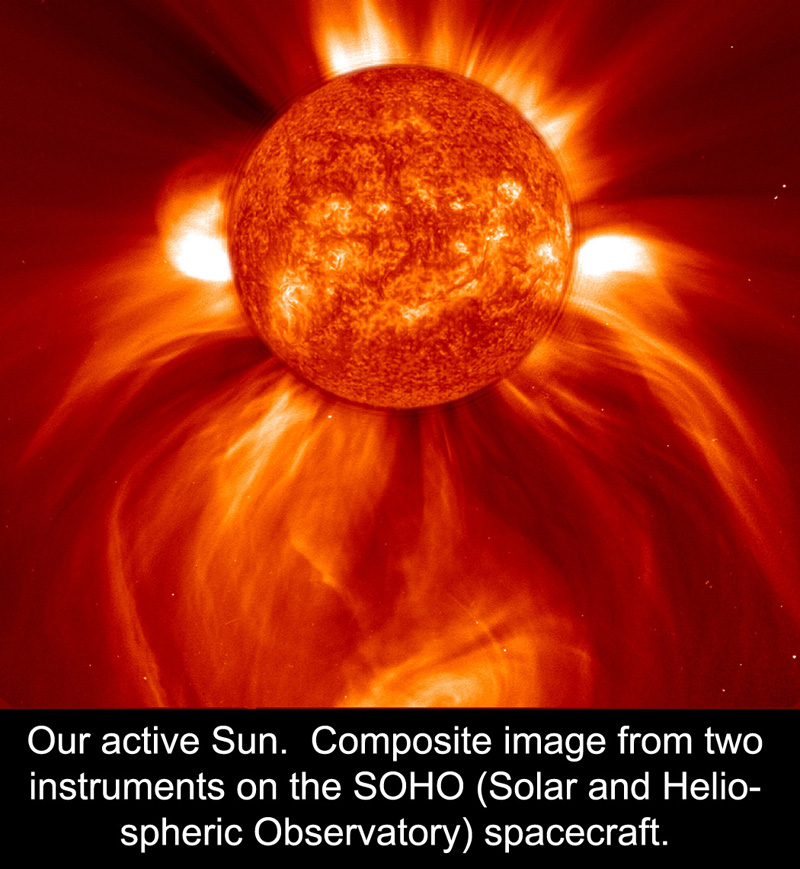 Our active Sun.  Composite image from two
instruments on the SOHO (Solar and Helio-
spheric Observatory) spacecraft.